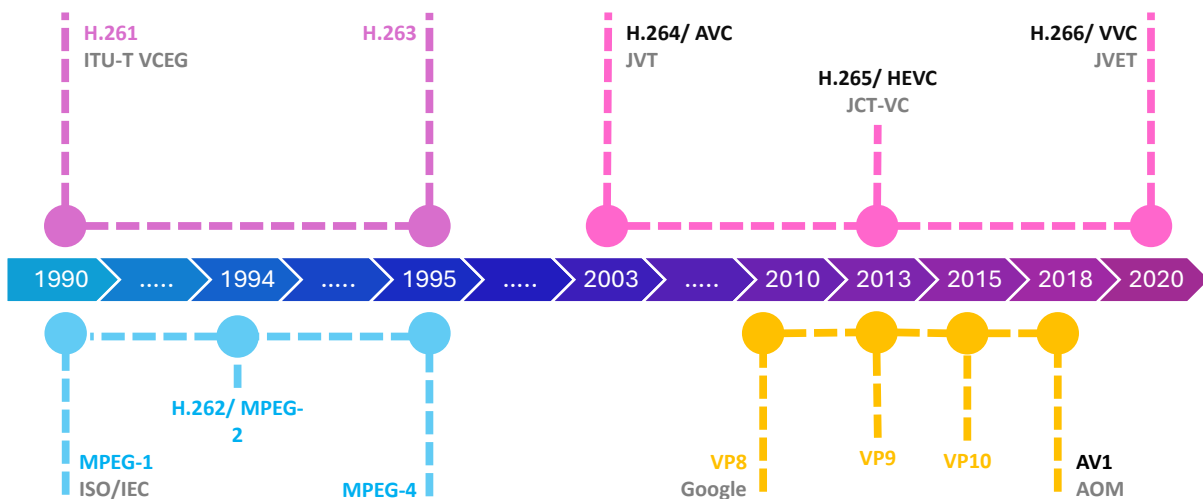 H.261
ITU-T VCEG
H.263
H.264/ AVC
JVT
H.265/ HEVC
JCT-VC
H.266/ VVC
JVET
1990
.....
1994
.....
1995
.....
2003
.....
2010
2013
2015
2018
2020
H.262/ MPEG-
2
MPEG-1
ISO/IEC
MPEG-4
VP8
Google
VP9
VP10
AV1
AOM